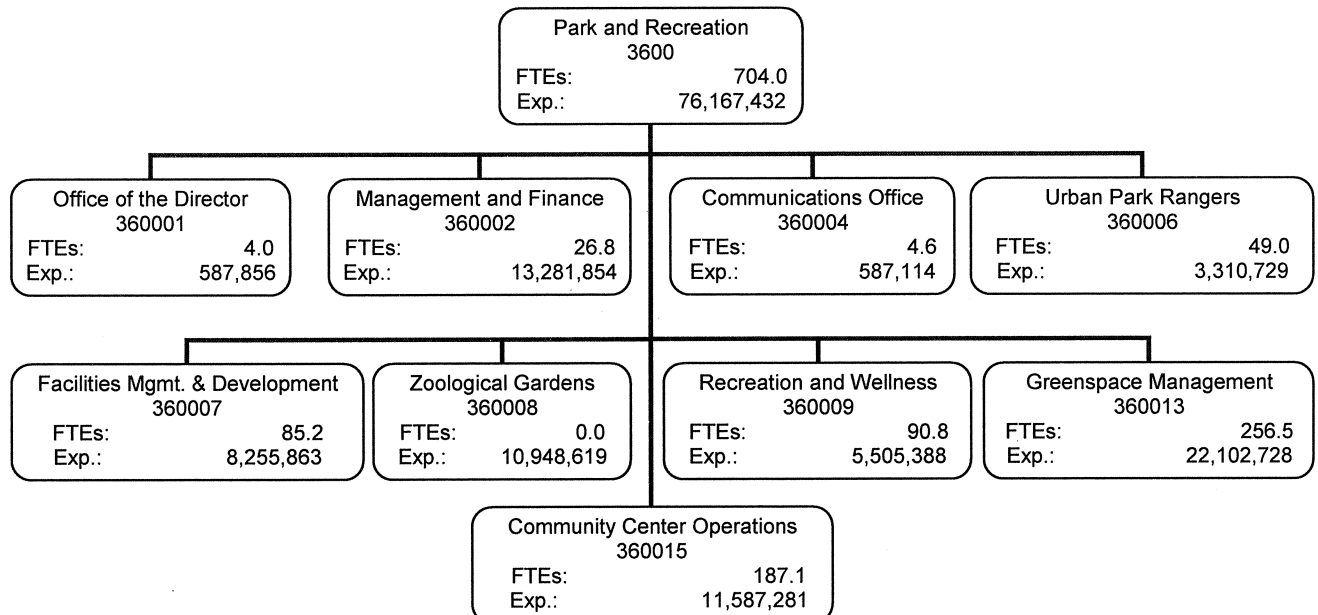 Park and Recreation
3600
FTEs: 704.0
Exp.: 76,167,432
Office of the Director
360001
FTEs: 4.0
Exp.: 587,856
Management and Finance
360002
FTEs: 26.8
Exp.: 13,281,854
Communications Office
360004
FTEs: 4.6
Exp.: 587,114
Urban Park Rangers
360006
FTEs: 49.0
Exp.: 3,310,729
Facilities Mgmt. & Development
360007
FTEs: 85.2
Exp.: 8,255,863
Zoological Gardens
360008
FTEs: 0.0
Exp.: 10,948,619
Recreation and Wellness
360009
FTEs: 90.8
Exp.: 5,505,388
Greenspace Management
360013
FTEs: 256.5
Exp.: 22,102,728
Community Center Operations
360015
FTEs: 187.1
Exp.: 11,587,281